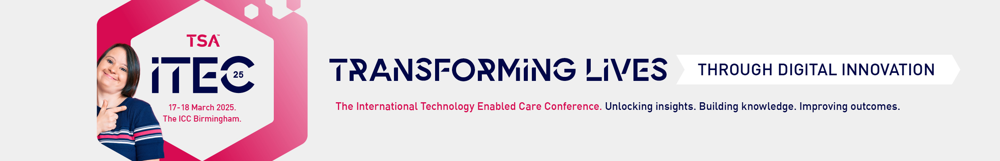 TSA™
iTEC 25
17-18 March 2025.
The ICC Birmingham.
TRANSFORMiNG LiVES THROUGH DIGITAL INNOVATION
The International Technology Enabled Care Conference. Unlocking insights. Building knowledge. Improving outcomes.